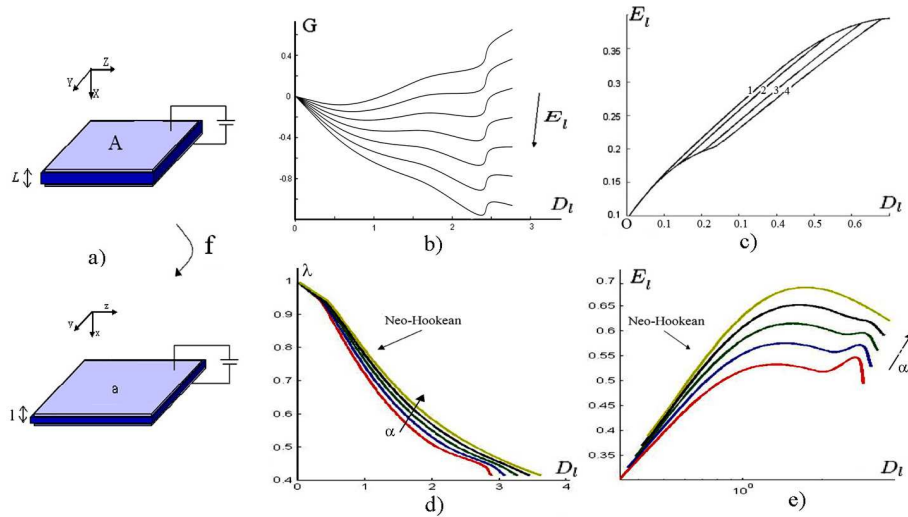 Z
Y
X
A
L
a)
f
z
y
x
a
l
G
0.4
0
-0.4
-0.8
0
1
2
3
E_l
D_l
b)
E_l
0.35
0.30
0.25
0.20
0.15
0.1
1 2 3 4
O
0.1
0.1
0.2
0.3
0.4
0.5
0.6
D_l
c)
λ
1
0.9
0.8
0.7
0.6
0.5
0.4
Neo-Hookean
α
0
1
2
3
4
D_l
d)
E_l
0.7
0.65
0.6
0.55
0.5
0.45
0.4
0.35
Neo-Hookean
α
10⁰
D_l
e)